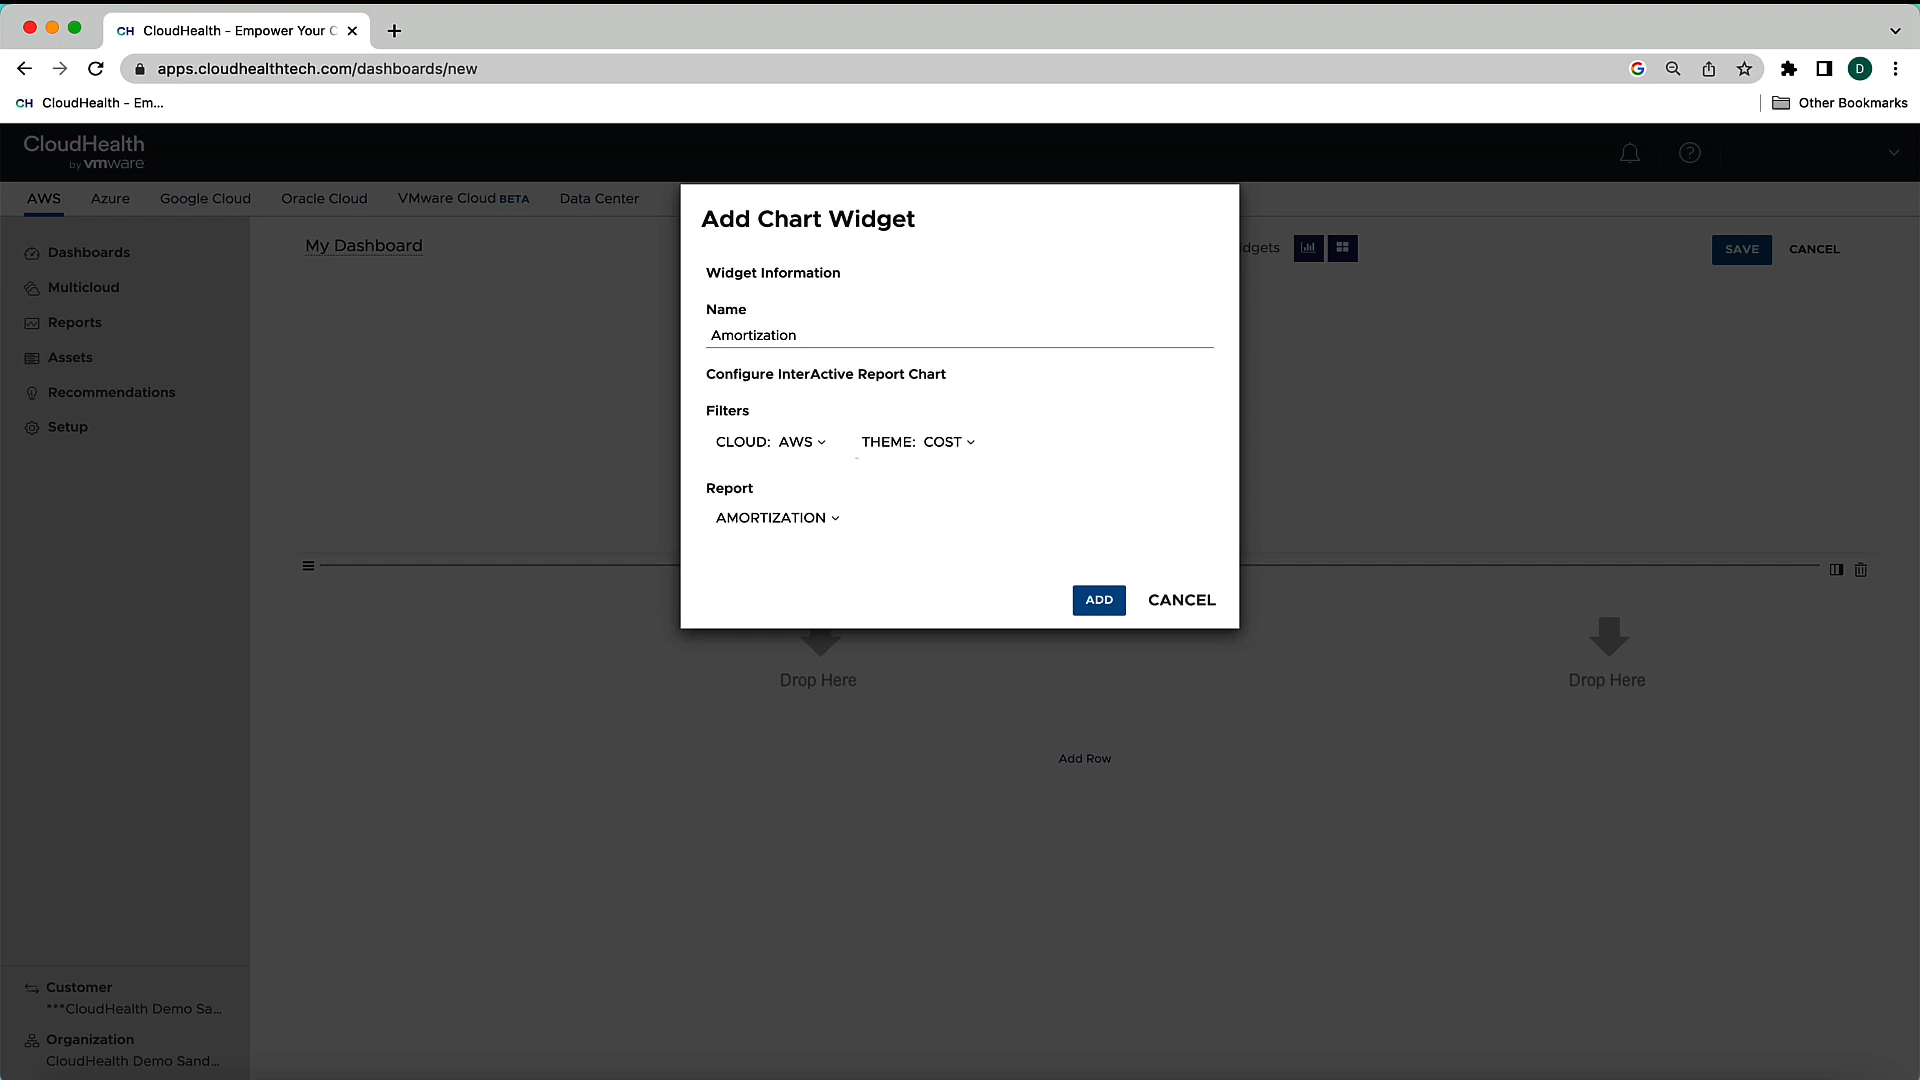 CH CloudHealth - Empower Your C
apps.cloudhealthtech.com/dashboards/new
D
CH CloudHealth - Em...
Other Bookmarks
CloudHealth
by vmware
AWS Azure Google Cloud Oracle Cloud VMware Cloud BETA Data Center
Dashboards
Multicloud
Reports
Assets
Recommendations
Setup
My Dashboard
dgets
SAVE CANCEL
Add Chart Widget
Widget Information
Name
Amortization
Configure InterActive Report Chart
Filters
CLOUD: AWS THEME: COST
Report
AMORTIZATION
ADD CANCEL
Drop Here Drop Here
Add Row
Customer
***CloudHealth Demo Sa...
Organization
CloudHealth Demo Sand...